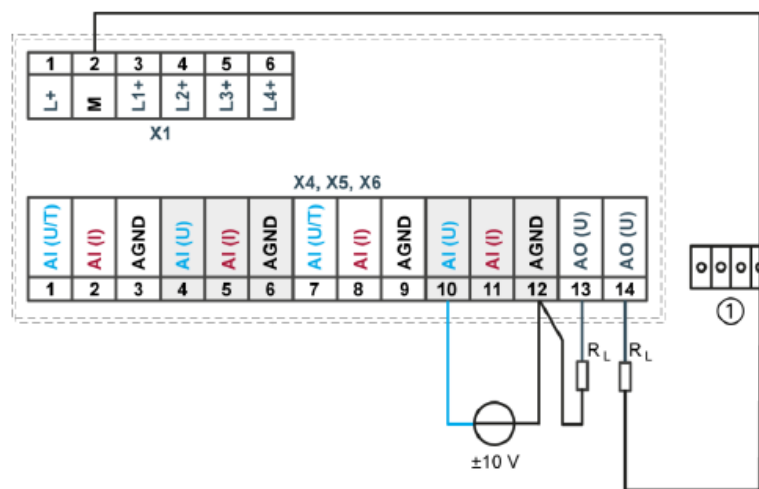 1 2 3 4 5 6
L+ M L1+ L2+ L3+ L4+
X1
X4, X5, X6
AI (U/T) AI (I) AGND AI (U) AI (I) AGND AI (U/T) AI (I) AGND AI (U) AI (I) AGND AO (U) AO (U)
1 2 3 4 5 6 7 8 9 10 11 12 13 14
1
RL RL
±10 V